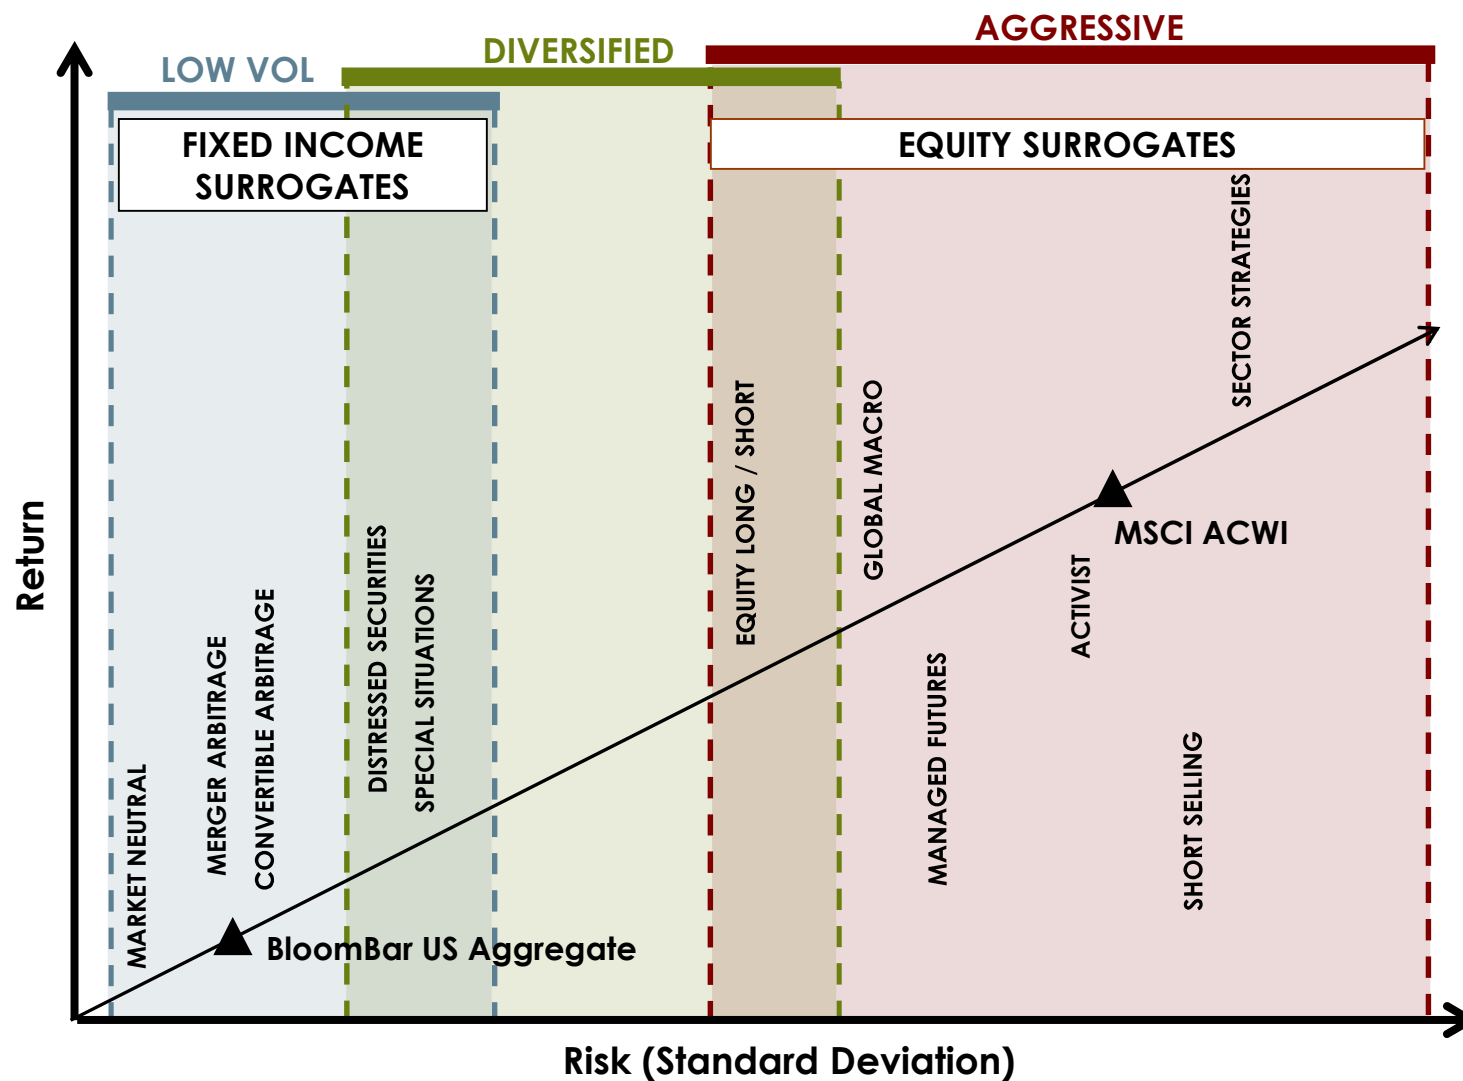 AGGRESSIVE
DIVERSIFIED
LOW VOL
FIXED INCOME
SURROGATES
EQUITY SURROGATES
SECTOR STRATEGIES
EQUITY LONG / SHORT
GLOBAL MACRO
Return
MSCI ACWI
DISTRESSED SECURITIES
SPECIAL SITUATIONS
ACTIVIST
MERGER ARBITRAGE
CONVERTIBLE ARBITRAGE
MANAGED FUTURES
SHORT SELLING
MARKET NEUTRAL
BloomBar US Aggregate
Risk (Standard Deviation)